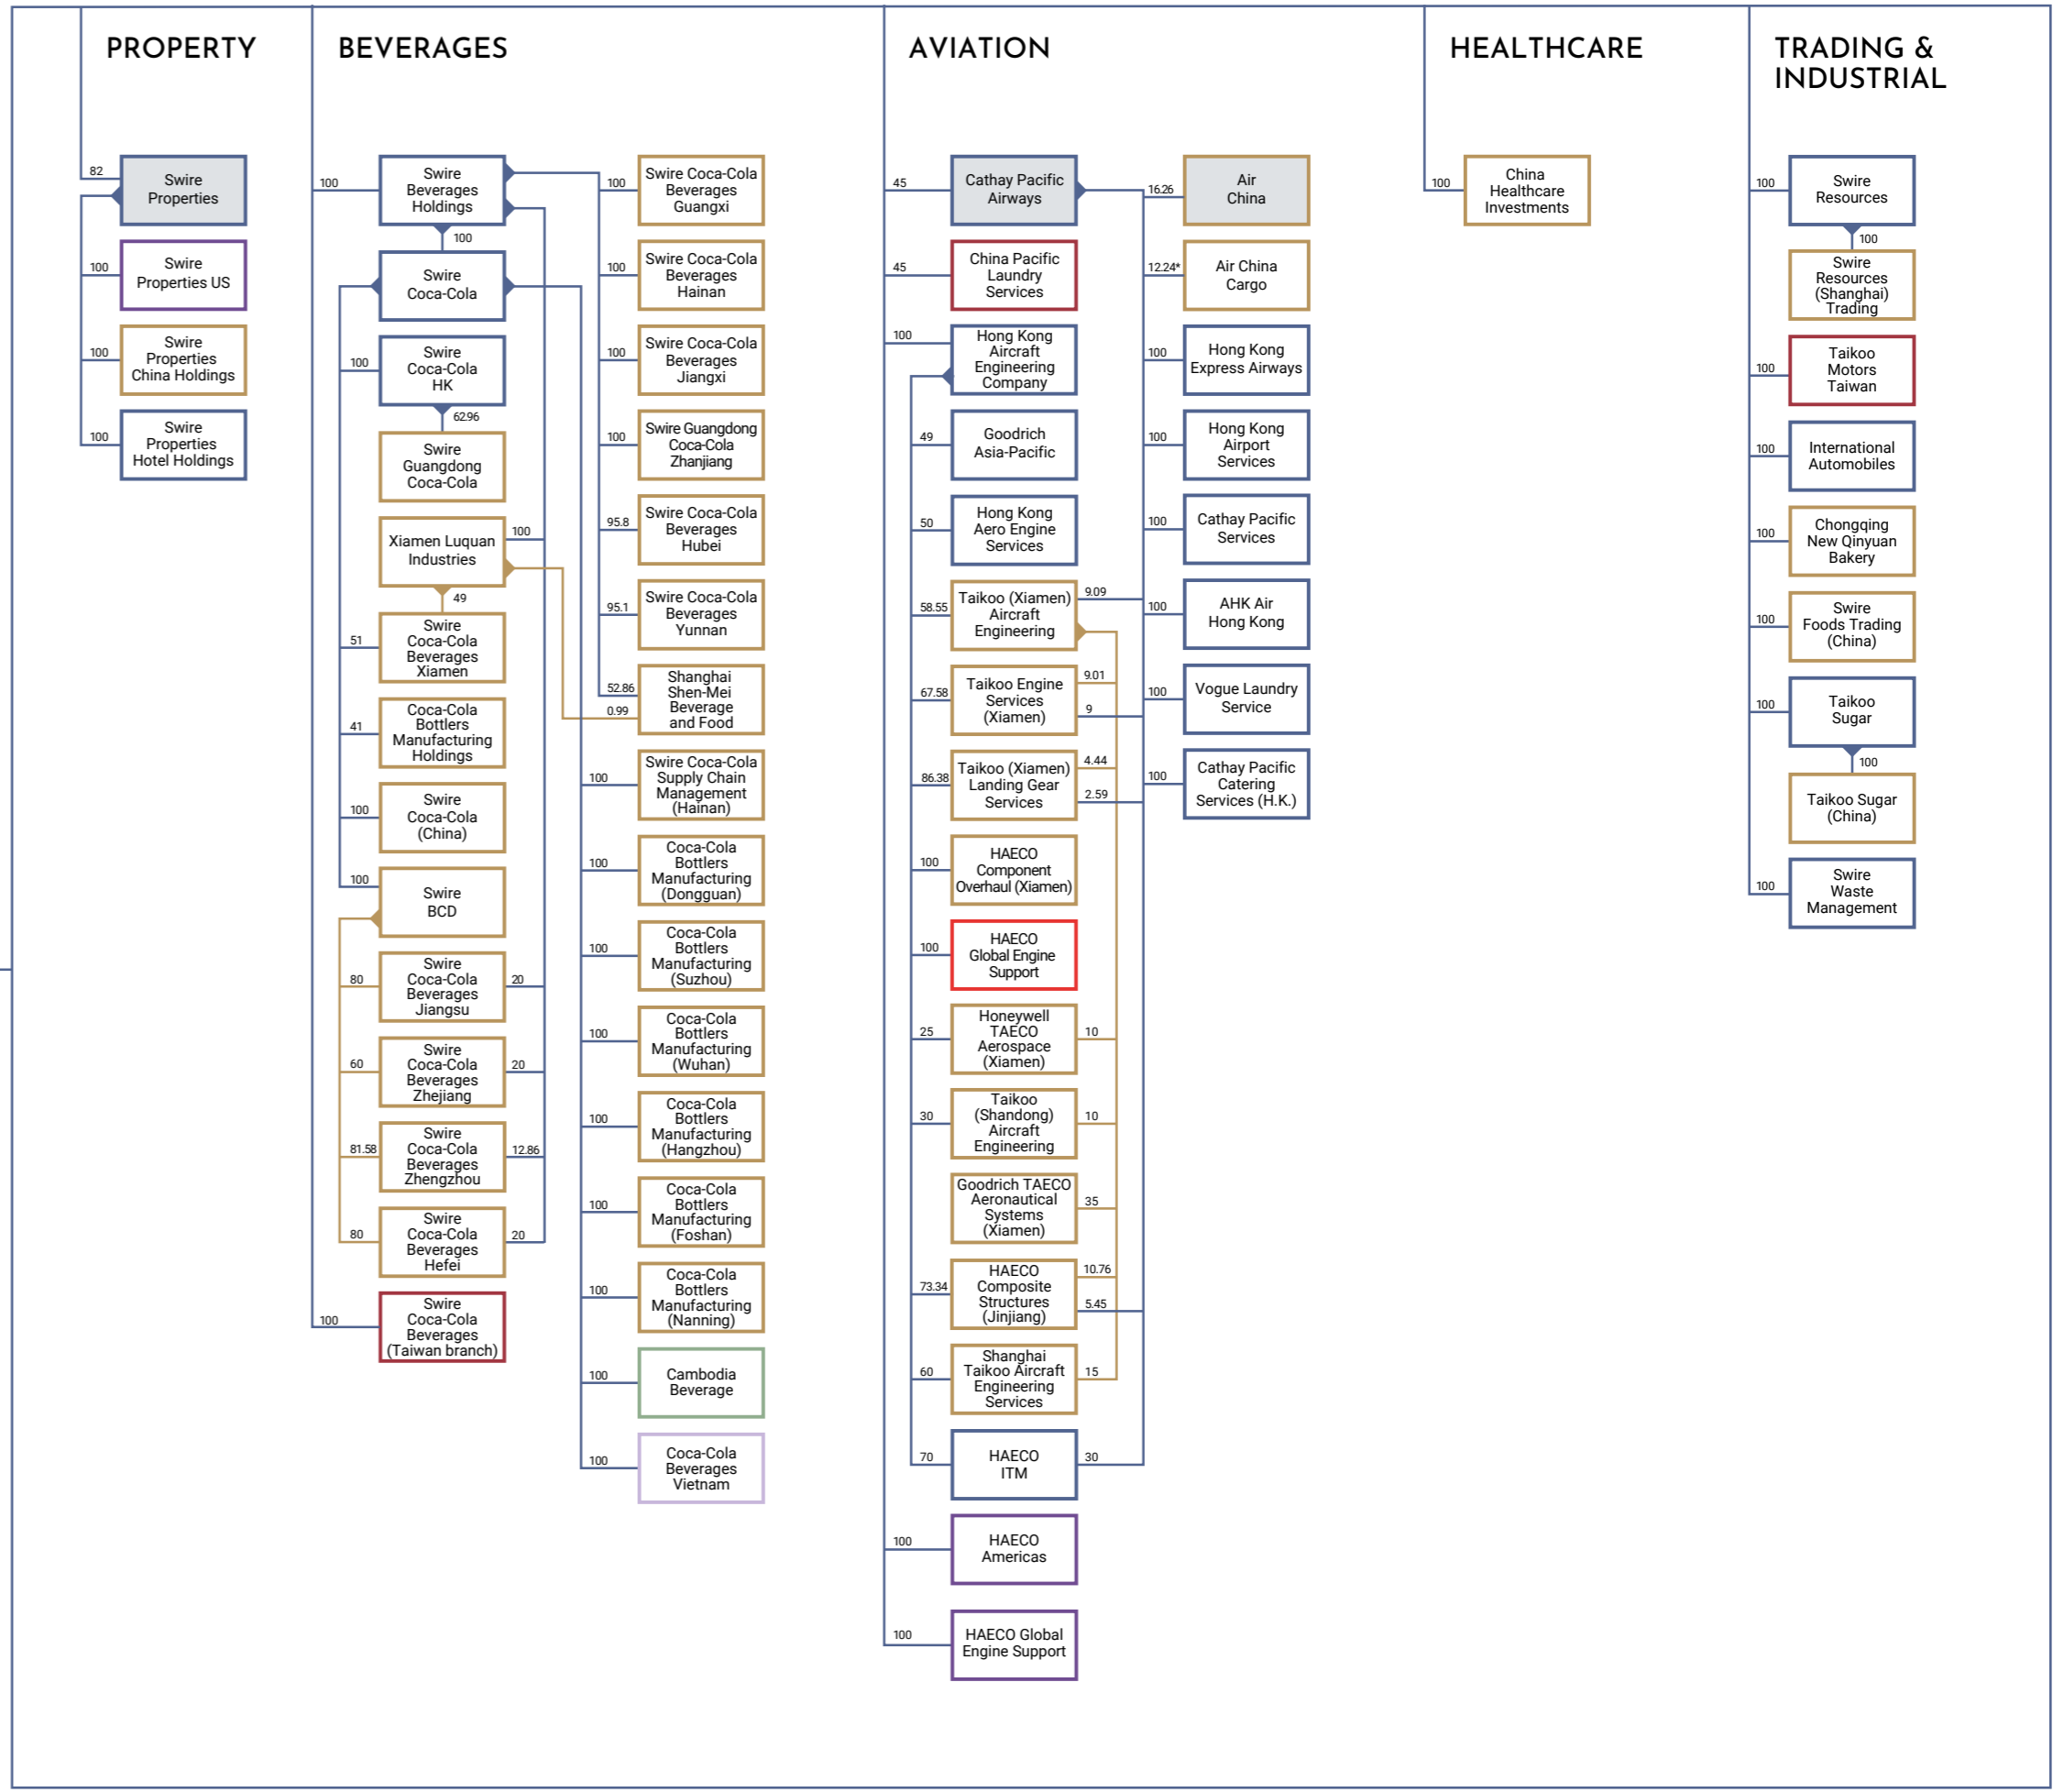 PROPERTY
82
Swire
Properties
100
Swire
Properties US
100
Swire
Properties
China Holdings
100
Swire
Properties
Hotel Holdings
BEVERAGES
100
Swire
Beverages
Holdings
100
Swire
Coca-Cola
100
Swire
Coca-Cola
HK
62.96
Swire
Guangdong
Coca-Cola
Xiamen Luquan
Industries
100
49
51
Swire
Coca-Cola
Beverages
Xiamen
41
Coca-Cola
Bottlers
Manufacturing
Holdings
100
Swire
Coca-Cola
(China)
100
Swire
BCD
80
Swire
Coca-Cola
Beverages
Jiangsu
20
60
Swire
Coca-Cola
Beverages
Zhejiang
20
81.58
Swire
Coca-Cola
Beverages
Zhengzhou
12.86
80
Swire
Coca-Cola
Beverages
Hefei
20
100
Swire
Coca-Cola
Beverages
(Taiwan branch)
100
Swire Coca-Cola
Beverages
Guangxi
100
Swire Coca-Cola
Beverages
Hainan
100
Swire Coca-Cola
Beverages
Jiangxi
100
Swire Guangdong
Coca-Cola
Zhanjiang
95.8
Swire Coca-Cola
Beverages
Hubei
95.1
Swire Coca-Cola
Beverages
Yunnan
52.86
0.99
Shanghai
Shen-Mei
Beverage
and Food
100
Swire Coca-Cola
Supply Chain
Management
(Hainan)
100
Coca-Cola
Bottlers
Manufacturing
(Dongguan)
100
Coca-Cola
Bottlers
Manufacturing
(Suzhou)
100
Coca-Cola
Bottlers
Manufacturing
(Wuhan)
100
Coca-Cola
Bottlers
Manufacturing
(Hangzhou)
100
Coca-Cola
Bottlers
Manufacturing
(Foshan)
100
Coca-Cola
Bottlers
Manufacturing
(Nanning)
100
Cambodia
Beverage
100
Coca-Cola
Beverages
Vietnam
AVIATION
45
Cathay Pacific
Airways
45
China Pacific
Laundry
Services
100
Hong Kong
Aircraft
Engineering
Company
49
Goodrich
Asia-Pacific
50
Hong Kong
Aero Engine
Services
58.55
Taikoo (Xiamen)
Aircraft
Engineering
9.09
67.58
Taikoo Engine
Services
(Xiamen)
9.01
9
86.38
Taikoo (Xiamen)
Landing Gear
Services
4.44
2.59
100
HAECO
Component
Overhaul (Xiamen)
100
HAECO
Global Engine
Support
25
Honeywell
TAECO
Aerospace
(Xiamen)
10
30
Taikoo
(Shandong)
Aircraft
Engineering
10
Goodrich TAECO
Aeronautical
Systems
(Xiamen)
35
73.34
HAECO
Composite
Structures
(Jinjiang)
10.76
5.45
60
Shanghai
Taikoo Aircraft
Engineering
Services
15
70
HAECO
ITM
30
100
HAECO
Americas
100
HAECO Global
Engine Support
16.26
Air
China
12.24*
Air China
Cargo
100
Hong Kong
Express Airways
100
Hong Kong
Airport
Services
100
Cathay Pacific
Services
100
AHK Air
Hong Kong
100
Vogue Laundry
Service
100
Cathay Pacific
Catering
Services (H.K.)
HEALTHCARE
100
China
Healthcare
Investments
TRADING &
INDUSTRIAL
100
Swire
Resources
100
Swire
Resources
(Shanghai)
Trading
100
Taikoo
Motors
Taiwan
100
International
Automobiles
100
Chongqing
New Qinyuan
Bakery
100
Swire
Foods Trading
(China)
100
Taikoo
Sugar
100
Taikoo Sugar
(China)
100
Swire
Waste
Management